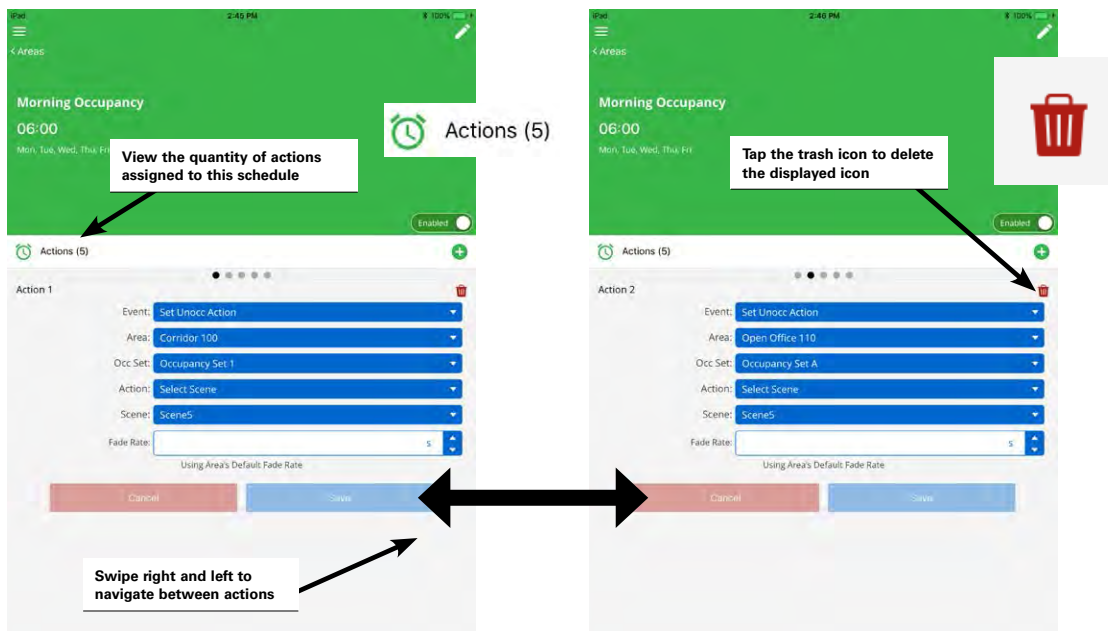 iPad
2:45 PM
100%
< Areas
Morning Occupancy
06:00
Mon, Tue, Wed, Thu, Fri
View the quantity of actions
assigned to this schedule
Actions (5)
Enabled
Actions (5)
Action 1
Event: Set Unocc Action
Area: Corridor 100
Occ Set: Occupancy Set 1
Action: Select Scene
Scene: Scene5
Fade Rate: s
Using Area's Default Fade Rate
Cancel Save
Swipe right and left to
navigate between actions
iPad
2:46 PM
100%
< Areas
Morning Occupancy
06:00
Mon, Tue, Wed, Thu, Fri
Tap the trash icon to delete
the displayed icon
Enabled
Actions (5)
Action 2
Event: Set Unocc Action
Area: Open Office 110
Occ Set: Occupancy Set A
Action: Select Scene
Scene: Scene5
Fade Rate: s
Using Area's Default Fade Rate
Cancel Save